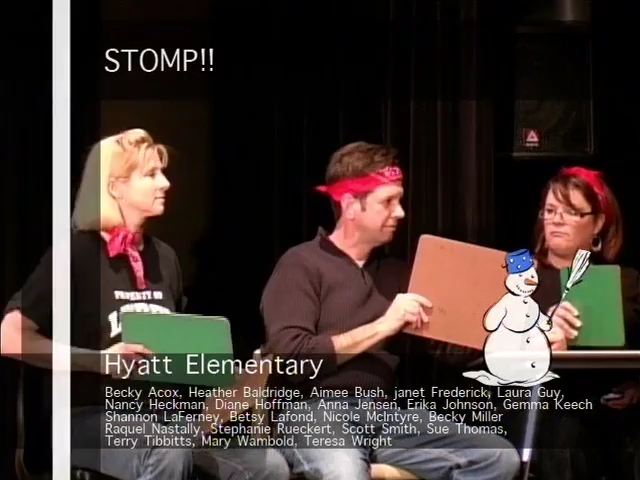 STOMP!!
PROPERTY OF
Hyatt Elementary
Becky Acox, Heather Baldridge, Aimee Bush, janet Frederick, Laura Guy,
Nancy Heckman, Diane Hoffman, Anna Jensen, Erika Johnson, Gemma Keech
Shannon LaFerney, Betsy Lafond, Nicole McIntyre, Becky Miller
Raquel Nastally, Stephanie Rueckert, Scott Smith, Sue Thomas,
Terry Tibbitts, Mary Wambold, Teresa Wright